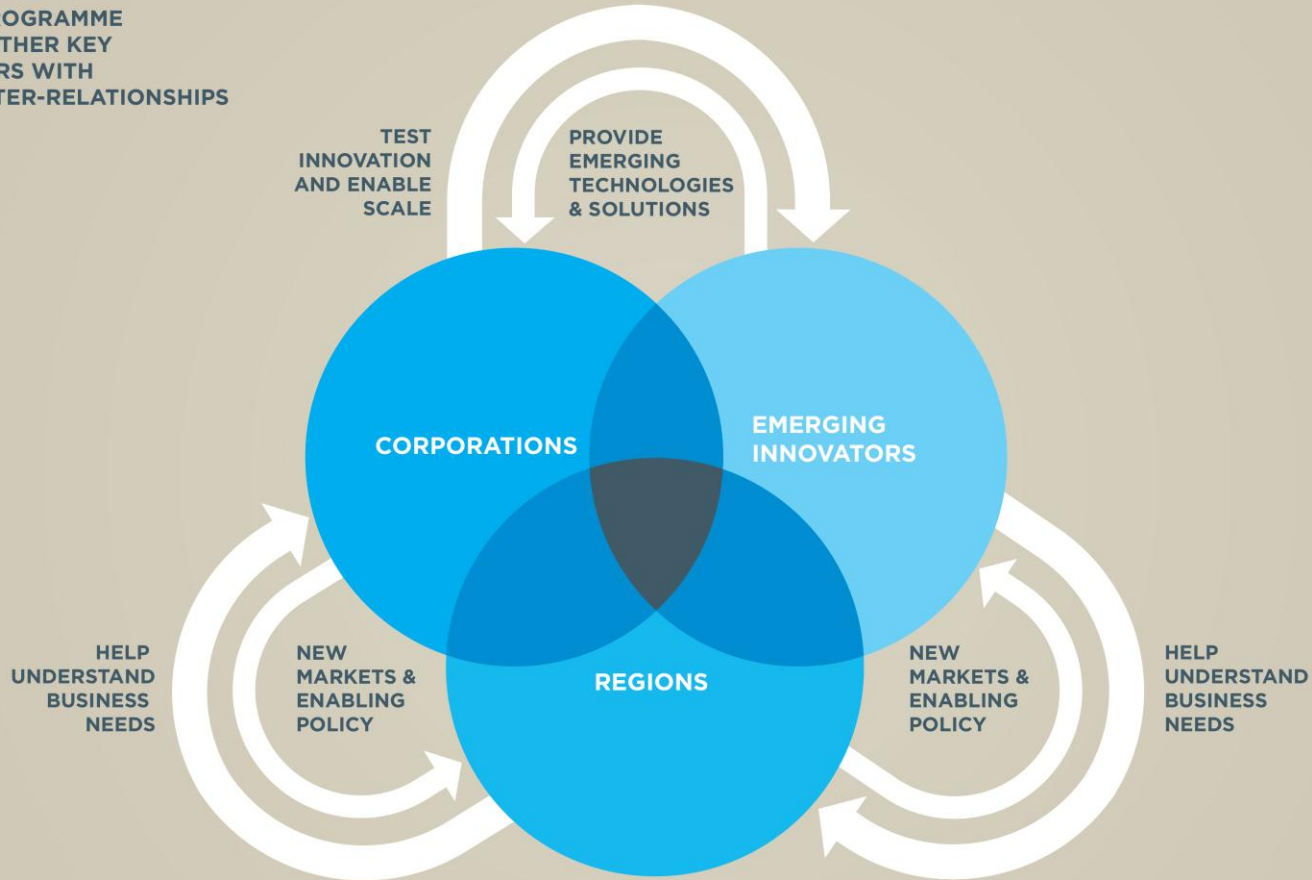 ROGRAMME
THER KEY
RS WITH
TER-RELATIONSHIPS
TEST
INNOVATION
AND ENABLE
SCALE
PROVIDE
EMERGING
TECHNOLOGIES
& SOLUTIONS
CORPORATIONS
EMERGING
INNOVATORS
HELP
UNDERSTAND
BUSINESS
NEEDS
NEW
MARKETS &
ENABLING
POLICY
REGIONS
NEW
MARKETS &
ENABLING
POLICY
HELP
UNDERSTAND
BUSINESS
NEEDS